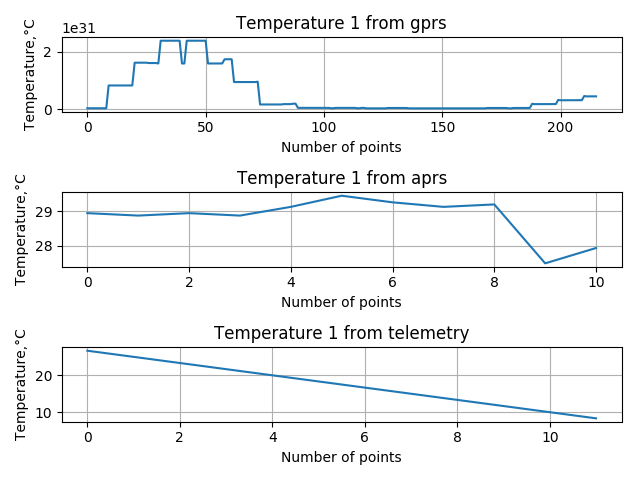 Temperature 1 from gprs
1e31
Temperature,°C
2
0
0 50 100 150 200
Number of points
Temperature 1 from aprs
Temperature,°C
29
28
0 2 4 6 8 10
Number of points
Temperature 1 from telemetry
Temperature,°C
20
10
0 2 4 6 8 10
Number of points